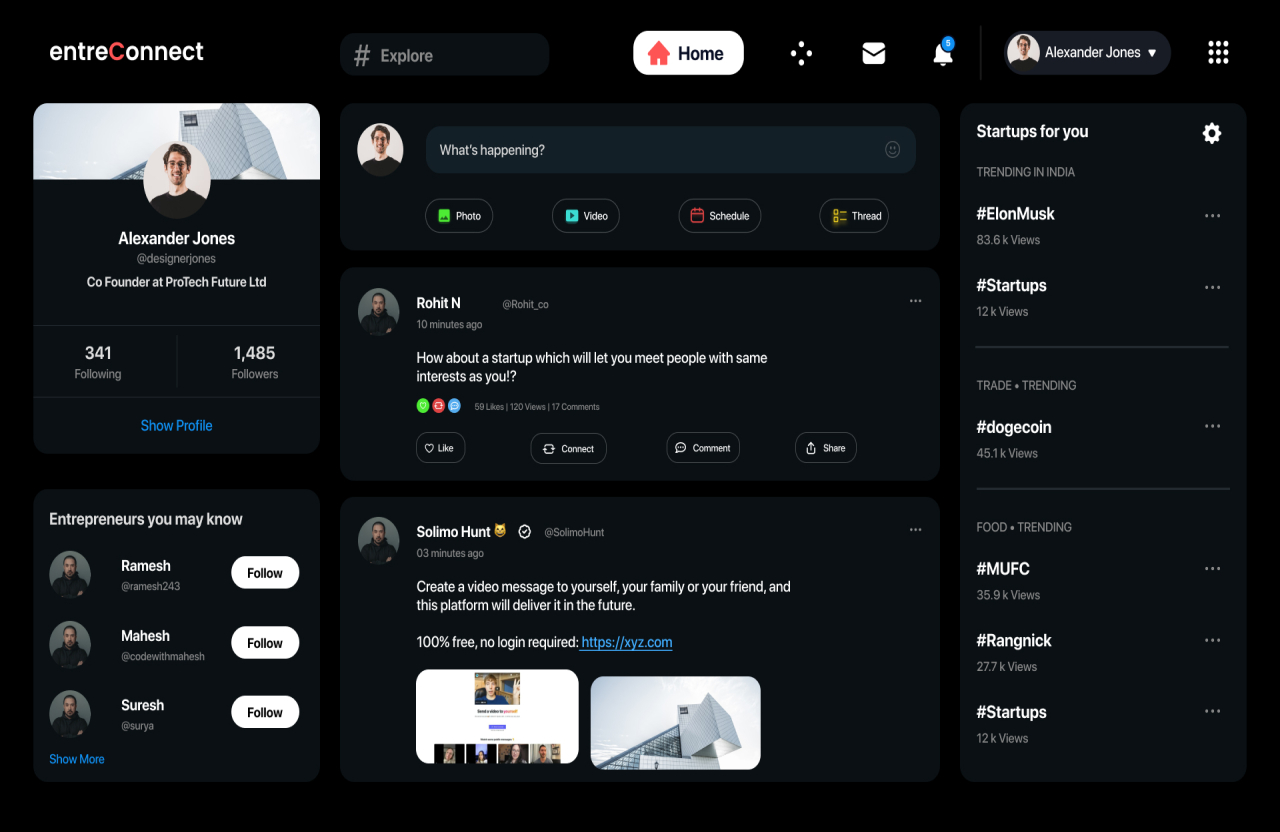 entreConnect
# Explore
Home
5
Alexander Jones ▼
Alexander Jones
@designerjones
Co Founder at ProTech Future Ltd
341
Following
1,485
Followers
Show Profile
Entrepreneurs you may know
Ramesh
@ramesh243
Follow
Mahesh
@codewithmahesh
Follow
Suresh
@surya
Follow
Show More
What's happening?
Photo
Video
Schedule
Thread
Rohit N @Rohit_co
10 minutes ago
How about a startup which will let you meet people with same
interests as you!?
59 Likes | 120 Views | 17 Comments
Like
Connect
Comment
Share
Solimo Hunt😺 @SolimoHunt
03 minutes ago
Create a video message to yourself, your family or your friend, and
this platform will deliver it in the future.
100% free, no login required: https://xyz.com
Send a video to yourself
Startups for you
TRENDING IN INDIA
#ElonMusk
83.6 k Views
#Startups
12 k Views
TRADE • TRENDING
#dogecoin
45.1 k Views
FOOD • TRENDING
#MUFC
35.9 k Views
#Rangnick
27.7 k Views
#Startups
12 k Views